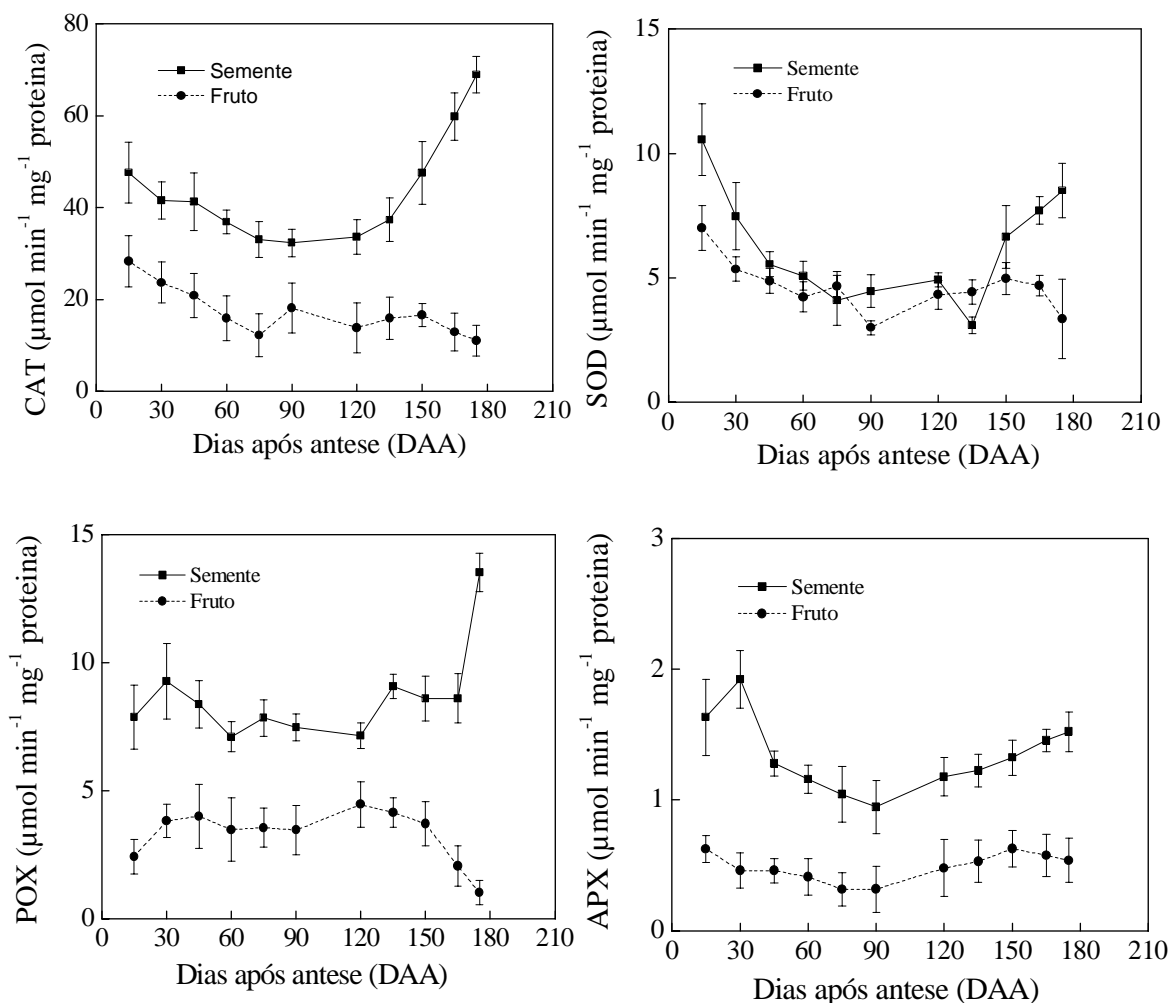 CAT (µmol min⁻¹ mg⁻¹ proteina)
80
60
40
20
0
Semente
Fruto
0 30 60 90 120 150 180 210
Dias após antese (DAA)
SOD (µmol min⁻¹ mg⁻¹ proteina)
15
10
5
0
Semente
Fruto
0 30 60 90 120 150 180 210
Dias após antese (DAA)
POX (µmol min⁻¹ mg⁻¹ proteina)
15
10
5
0
Semente
Fruto
0 30 60 90 120 150 180 210
Dias após antese (DAA)
APX (µmol min⁻¹ mg⁻¹ proteina)
3
2
1
0
Semente
Fruto
0 30 60 90 120 150 180 210
Dias após antese (DAA)